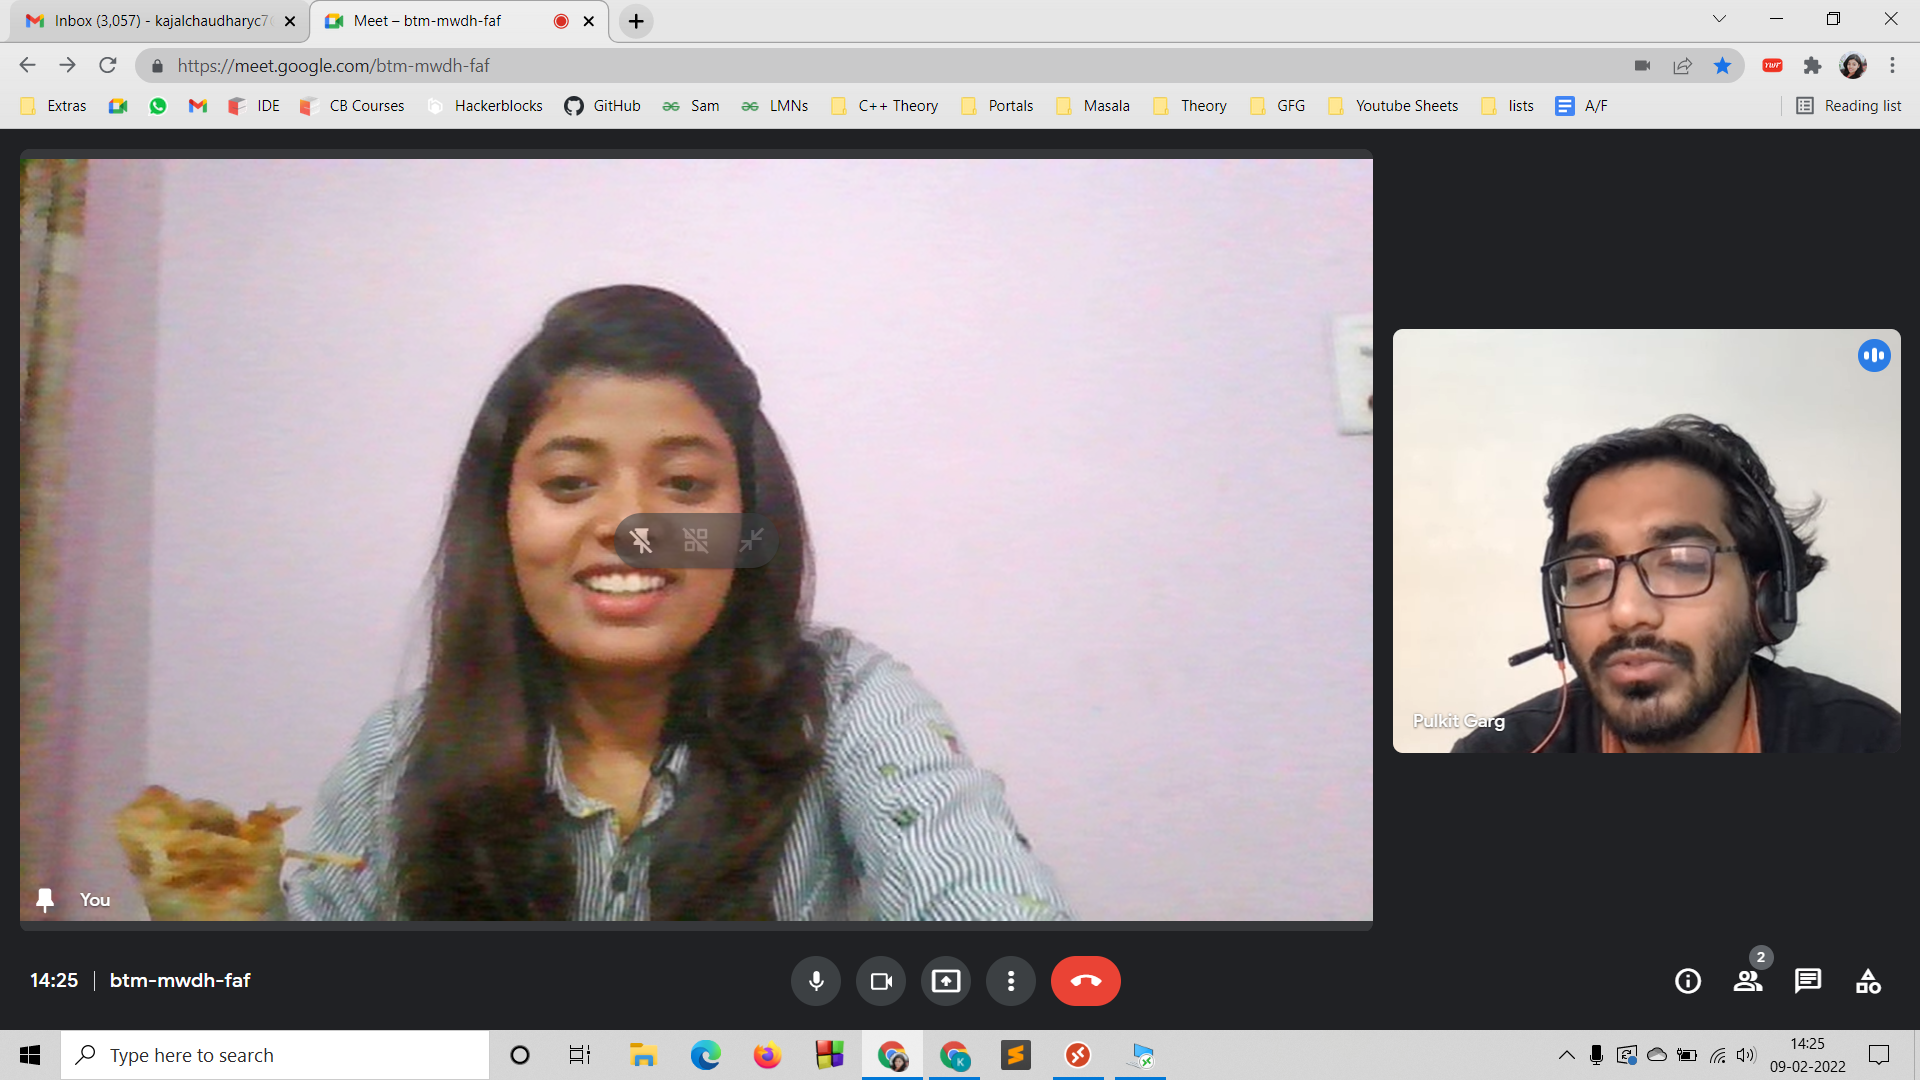 Inbox (3,057) - kajalchaudharyc7
Meet – btm-mwdh-faf
https://meet.google.com/btm-mwdh-faf
YWF
Extras
IDE
CB Courses
Hackerblocks
GitHub
Sam
LMNs
C++ Theory
Portals
Masala
Theory
GFG
Youtube Sheets
lists
A/F
Reading list
Pulkit Garg
You
14:25
btm-mwdh-faf
2
Type here to search
K
14:25
09-02-2022